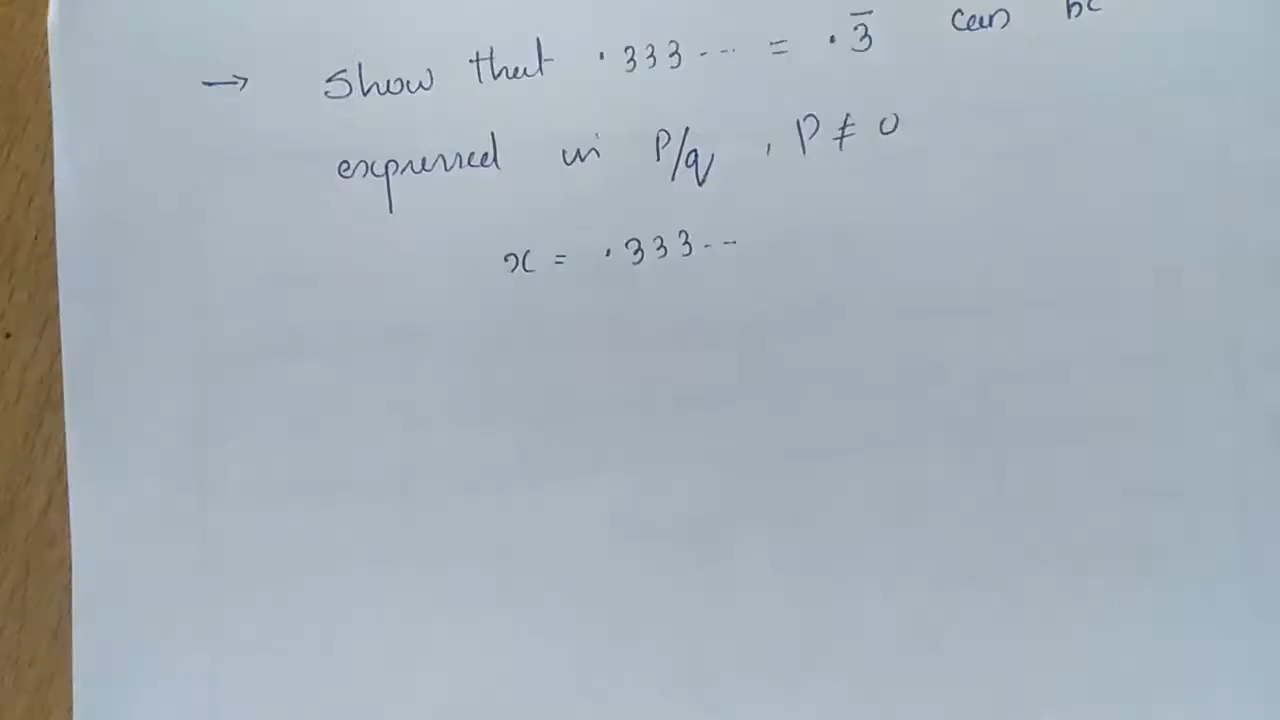 → Show that .333... = .3̅ can be
expressed in P/q , P ≠ 0
x = .333...